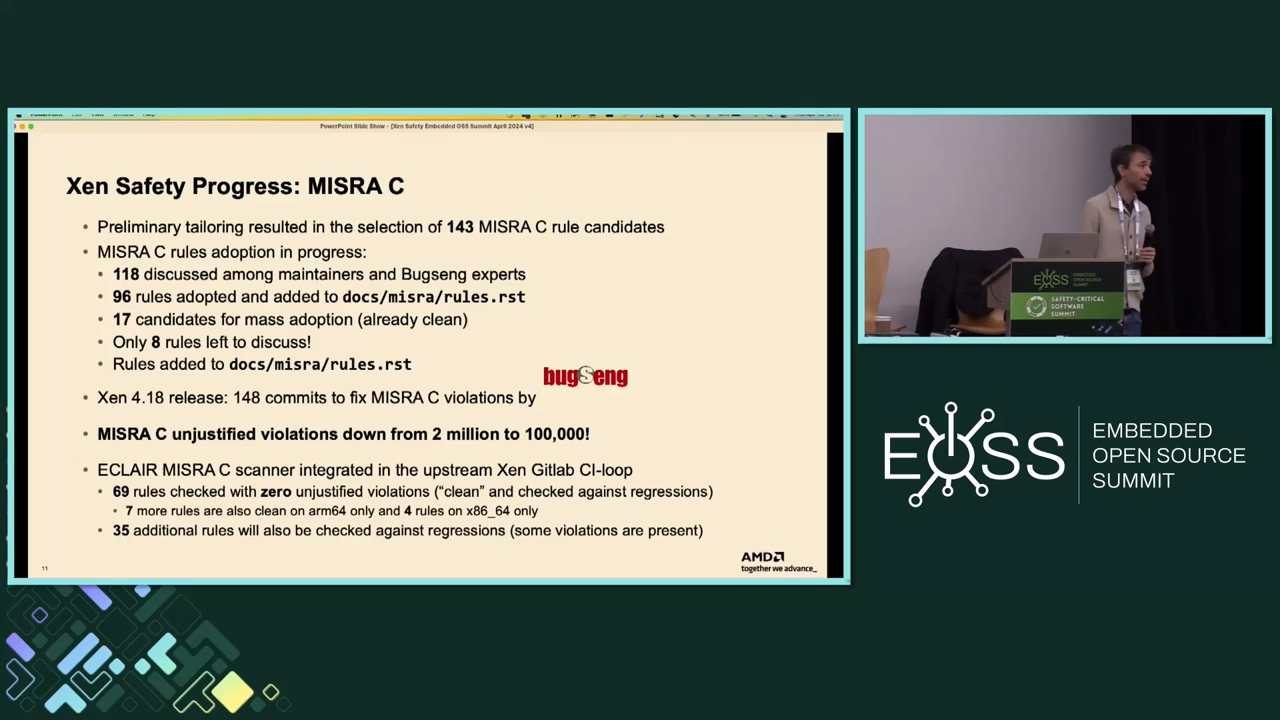 PowerPoint Slide Show - [Xen Safety Embedded OSS Summit April 2024 v4]
Xen Safety Progress: MISRA C
• Preliminary tailoring resulted in the selection of 143 MISRA C rule candidates
• MISRA C rules adoption in progress:
• 118 discussed among maintainers and Bugseng experts
• 96 rules adopted and added to docs/misra/rules.rst
• 17 candidates for mass adoption (already clean)
• Only 8 rules left to discuss!
• Rules added to docs/misra/rules.rst
bugSeng
• Xen 4.18 release: 148 commits to fix MISRA C violations by
• MISRA C unjustified violations down from 2 million to 100,000!
• ECLAIR MISRA C scanner integrated in the upstream Xen Gitlab CI-loop
• 69 rules checked with zero unjustified violations (“clean” and checked against regressions)
• 7 more rules are also clean on arm64 only and 4 rules on x86_64 only
• 35 additional rules will also be checked against regressions (some violations are present)
11
AMD
together we advance_
EOSS
EMBEDDED
OPEN SOURCE
SUMMIT
SAFETY-CRITICAL
SOFTWARE
SUMMIT
EOSS
EMBEDDED
OPEN SOURCE
SUMMIT